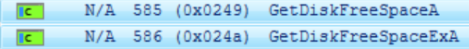 C N/A 585 (0x0249) GetDiskFreeSpaceA
C N/A 586 (0x024a) GetDiskFreeSpaceExA